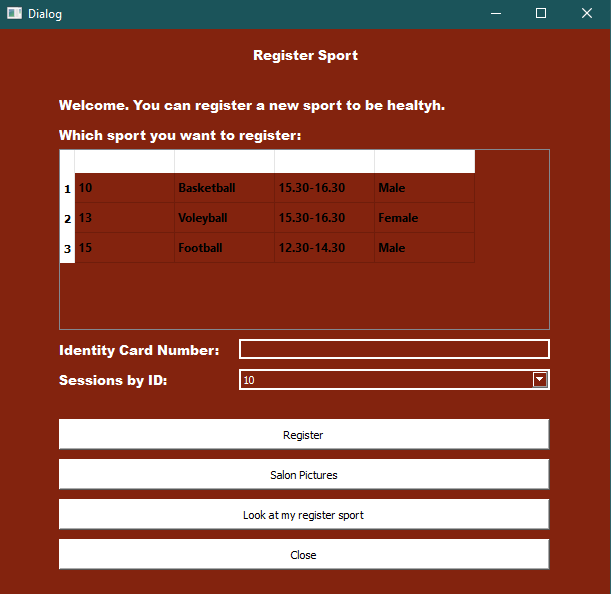 Dialog
Register Sport
Welcome. You can register a new sport to be healtyh.
Which sport you want to register:
1 10 Basketball 15.30-16.30 Male
2 13 Voleyball 15.30-16.30 Female
3 15 Football 12.30-14.30 Male
Identity Card Number:
Sessions by ID: 10
Register
Salon Pictures
Look at my register sport
Close